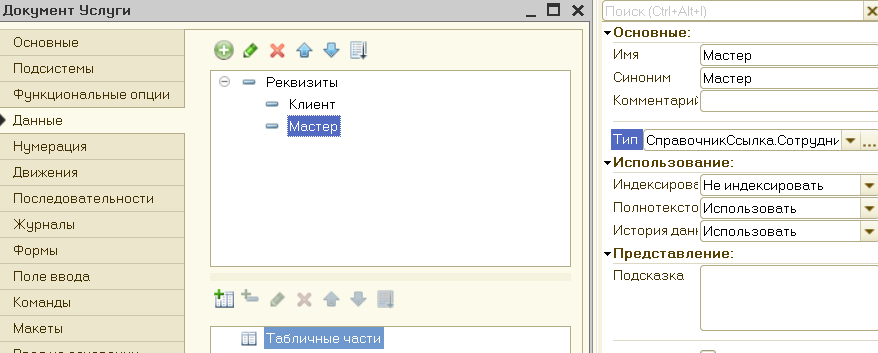 Документ Услуги
Основные
Подсистемы
Функциональные опции
Данные
Нумерация
Движения
Последовательности
Журналы
Формы
Поле ввода
Команды
Макеты
Реквизиты
Клиент
Мастер
Табличные части
Поиск (Ctrl+Alt+I)
Основные:
Имя Мастер
Синоним Мастер
Комментарий
Тип СправочникСсылка.Сотрудни ...
Использование:
Индексирова Не индексировать
Полнотексто Использовать
История дан Использовать
Представление:
Подсказка